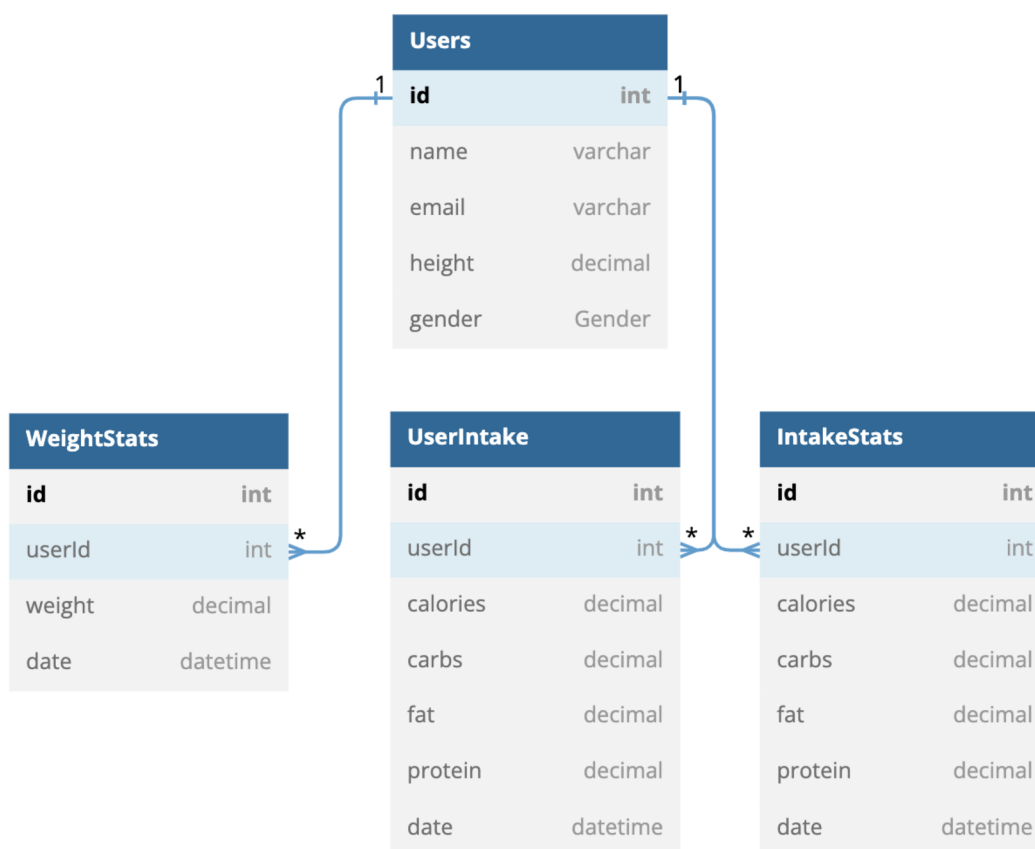 Users
1 id int 1
name varchar
email varchar
height decimal
gender Gender
WeightStats
id int
userId int *
weight decimal
date datetime
UserIntake
id int
userId int *
calories decimal
carbs decimal
fat decimal
protein decimal
date datetime
IntakeStats
id int
* userId int
calories decimal
carbs decimal
fat decimal
protein decimal
date datetime